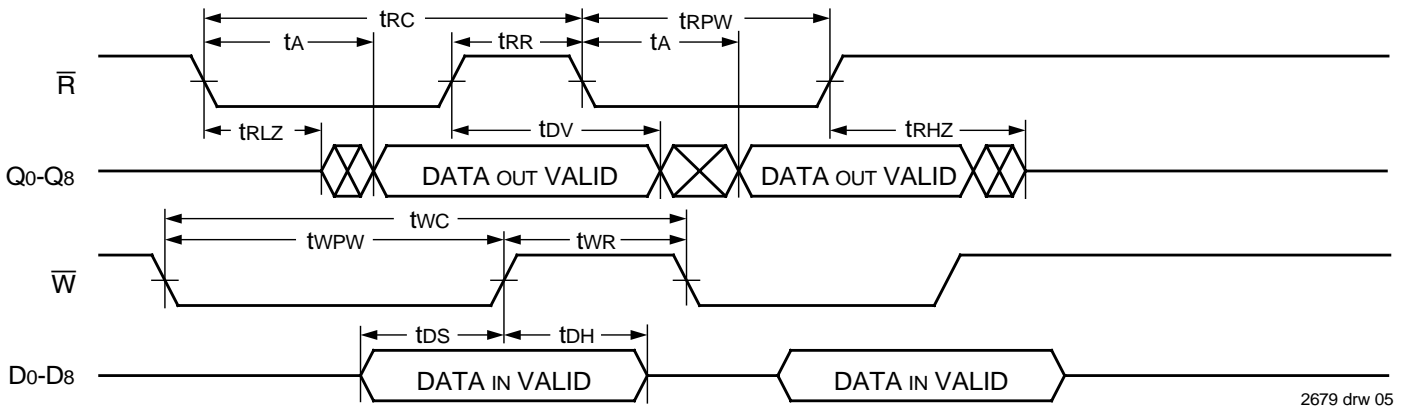 tRC tRPW
tA tRR tA
R̅
tRLZ tDV tRHZ
Q0-Q8 DATA OUT VALID DATA OUT VALID
tWC
tWPW tWR
W̅
tDS tDH
D0-D8 DATA IN VALID DATA IN VALID
2679 drw 05